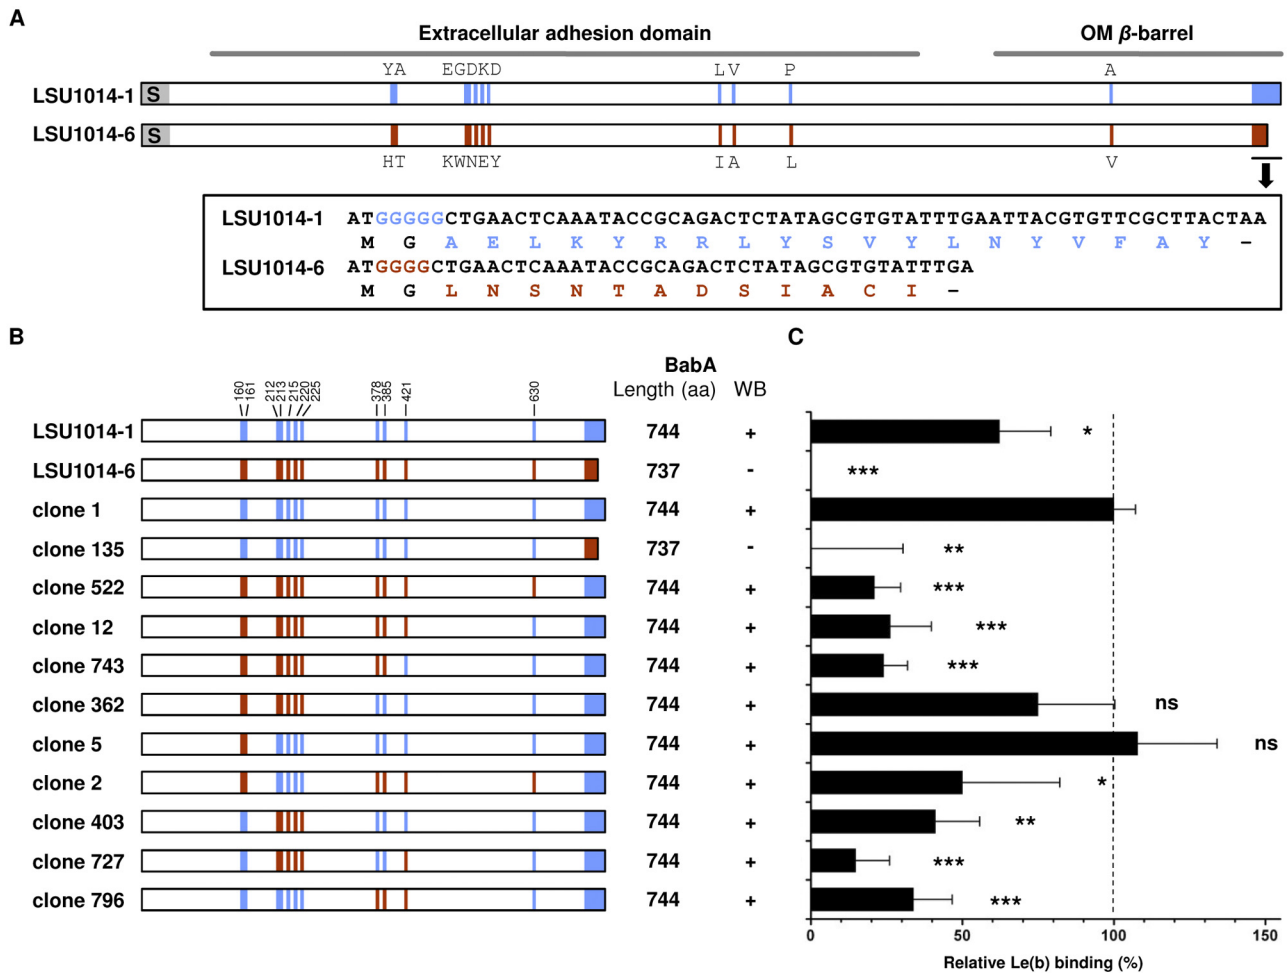 A
Extracellular adhesion domain OM β-barrel
YA EGDKD LV P A
LSU1014-1 S
LSU1014-6 S
HT KWNEY IA L V
LSU1014-1 ATGGGGGCTGAACTCAAATACCGCAGACTCTATAGCGTGTATTTGAATTACGTGTTCGCTTACTAA
M G A E L K Y R R L Y S V Y L N Y V F A Y –
LSU1014-6 ATGGGGCTGAACTCAAATACCGCAGACTCTATAGCGTGTATTTGA
M G L N S N T A D S I A C I –
B C
BabA
160 161 212 213 215 220 225 378 385 421 630 Length (aa) WB
LSU1014-1 744 + *
LSU1014-6 737 - ***
clone 1 744 +
clone 135 737 - **
clone 522 744 + ***
clone 12 744 + ***
clone 743 744 + ***
clone 362 744 + ns
clone 5 744 + ns
clone 2 744 + *
clone 403 744 + **
clone 727 744 + ***
clone 796 744 + ***
0 50 100 150
Relative Le(b) binding (%)